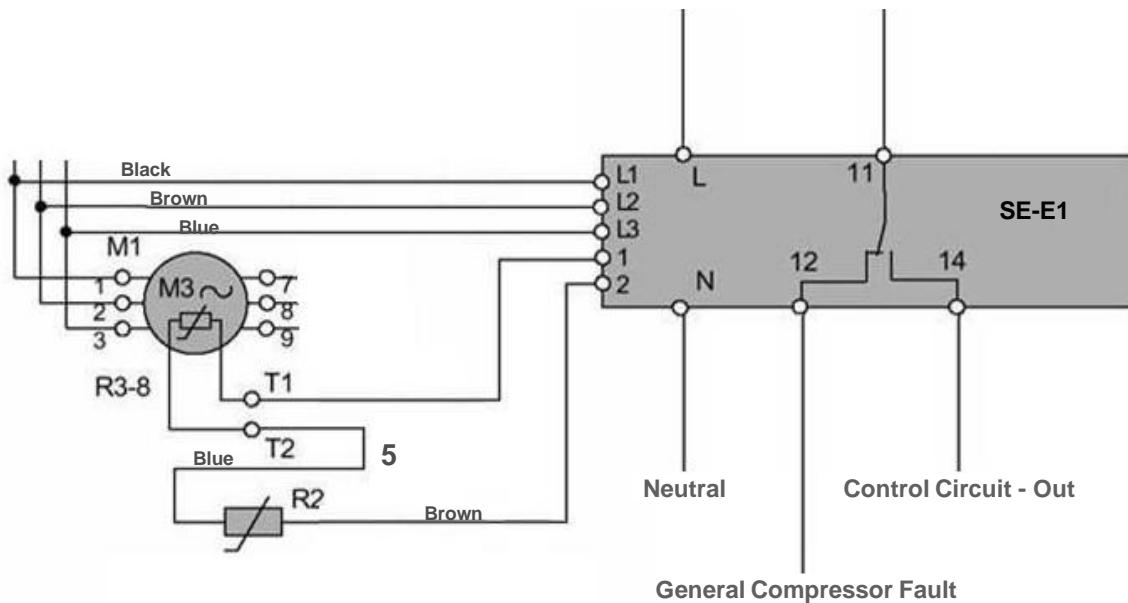 Black
L1
L
11
Brown
L2
SE-E1
Blue
L3
M1
1
12
14
1
7
M3
2
N
2
8
3
9
R3-8
T1
T2
5
Blue
R2
Brown
Neutral
Control Circuit - Out
General Compressor Fault